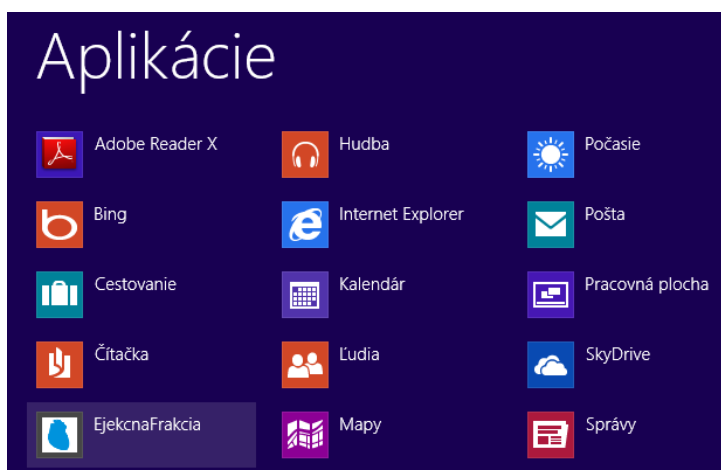 Aplikácie
Adobe Reader X
Bing
Cestovanie
Čítačka
EjekcnaFrakcia
Hudba
Internet Explorer
Kalendár
Ľudia
Mapy
Počasie
Pošta
Pracovná plocha
SkyDrive
Správy